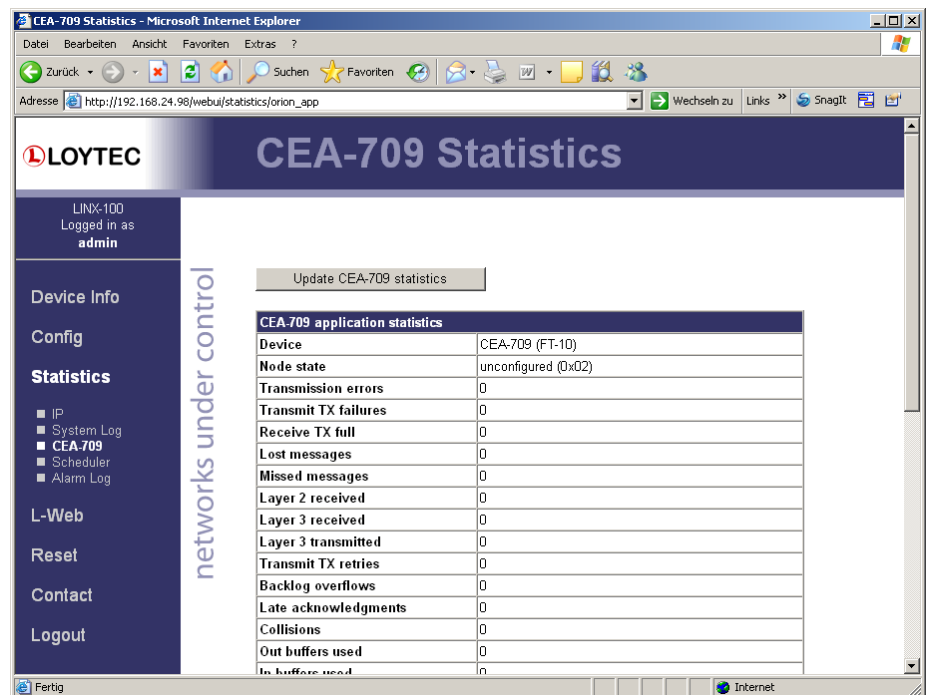 CEA-709 Statistics - Microsoft Internet Explorer
Datei Bearbeiten Ansicht Favoriten Extras ?
Zurück Suchen Favoriten
Adresse http://192.168.24.98/webui/statistics/orion_app Wechseln zu Links » SnagIt
LOYTEC
CEA-709 Statistics
LINX-100
Logged in as
admin
Device Info
Config
Statistics
IP
System Log
CEA-709
Scheduler
Alarm Log
L-Web
Reset
Contact
Logout
networks under control
Update CEA-709 statistics
CEA-709 application statistics
Device CEA-709 (FT-10)
Node state unconfigured (0x02)
Transmission errors 0
Transmit TX failures 0
Receive TX full 0
Lost messages 0
Missed messages 0
Layer 2 received 0
Layer 3 received 0
Layer 3 transmitted 0
Transmit TX retries 0
Backlog overflows 0
Late acknowledgments 0
Collisions 0
Out buffers used 0
In buffers used 0
Fertig Internet